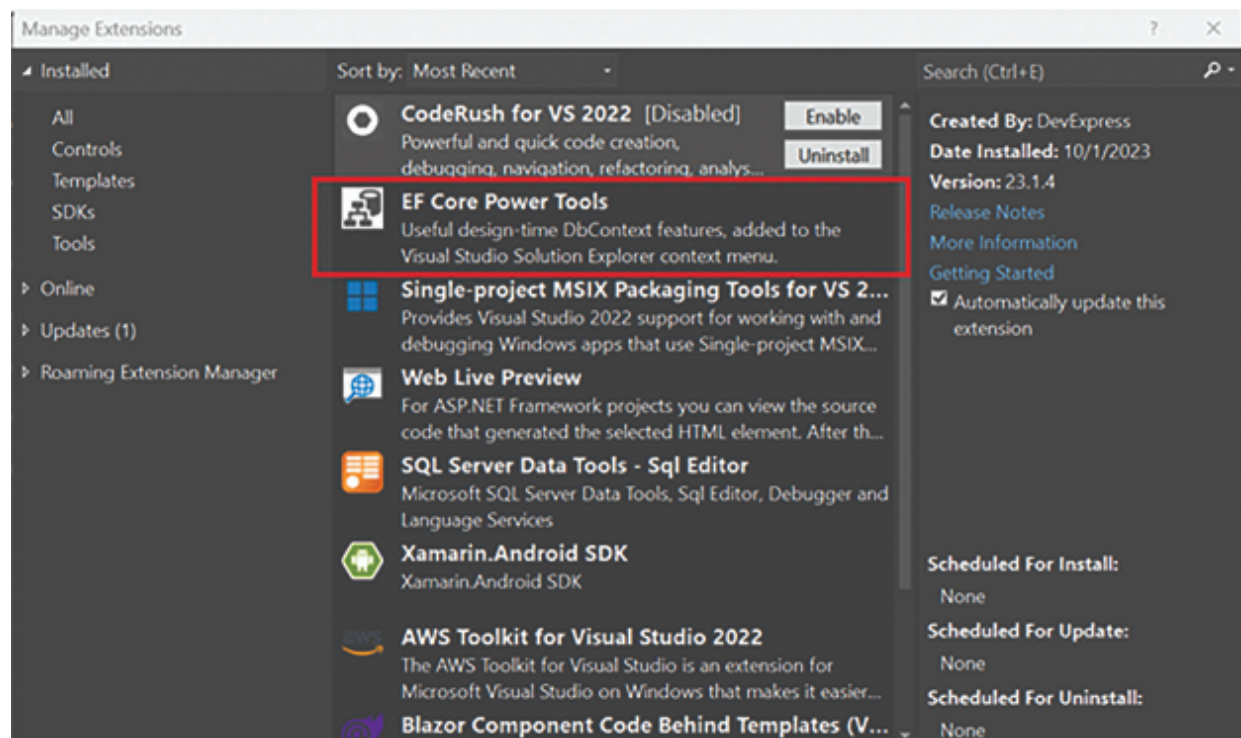 Manage Extensions
? ×
Installed
All
Controls
Templates
SDKs
Tools
Online
Updates (1)
Roaming Extension Manager
Sort by: Most Recent
CodeRush for VS 2022 [Disabled]
Powerful and quick code creation,
debugging, navigation, refactoring, analys...
Enable
Uninstall
EF Core Power Tools
Useful design-time DbContext features, added to the
Visual Studio Solution Explorer context menu.
Single-project MSIX Packaging Tools for VS 2...
Provides Visual Studio 2022 support for working with and
debugging Windows apps that use Single-project MSIX...
Web Live Preview
For ASP.NET Framework projects you can view the source
code that generated the selected HTML element. After th...
SQL Server Data Tools - Sql Editor
Microsoft SQL Server Data Tools, Sql Editor, Debugger and
Language Services
Xamarin.Android SDK
Xamarin.Android SDK
aws
AWS Toolkit for Visual Studio 2022
The AWS Toolkit for Visual Studio is an extension for
Microsoft Visual Studio on Windows that makes it easier...
Blazor Component Code Behind Templates (V...
Search (Ctrl+E)
Created By: DevExpress
Date Installed: 10/1/2023
Version: 23.1.4
Release Notes
More Information
Getting Started
Automatically update this
extension
Scheduled For Install:
None
Scheduled For Update:
None
Scheduled For Uninstall:
None